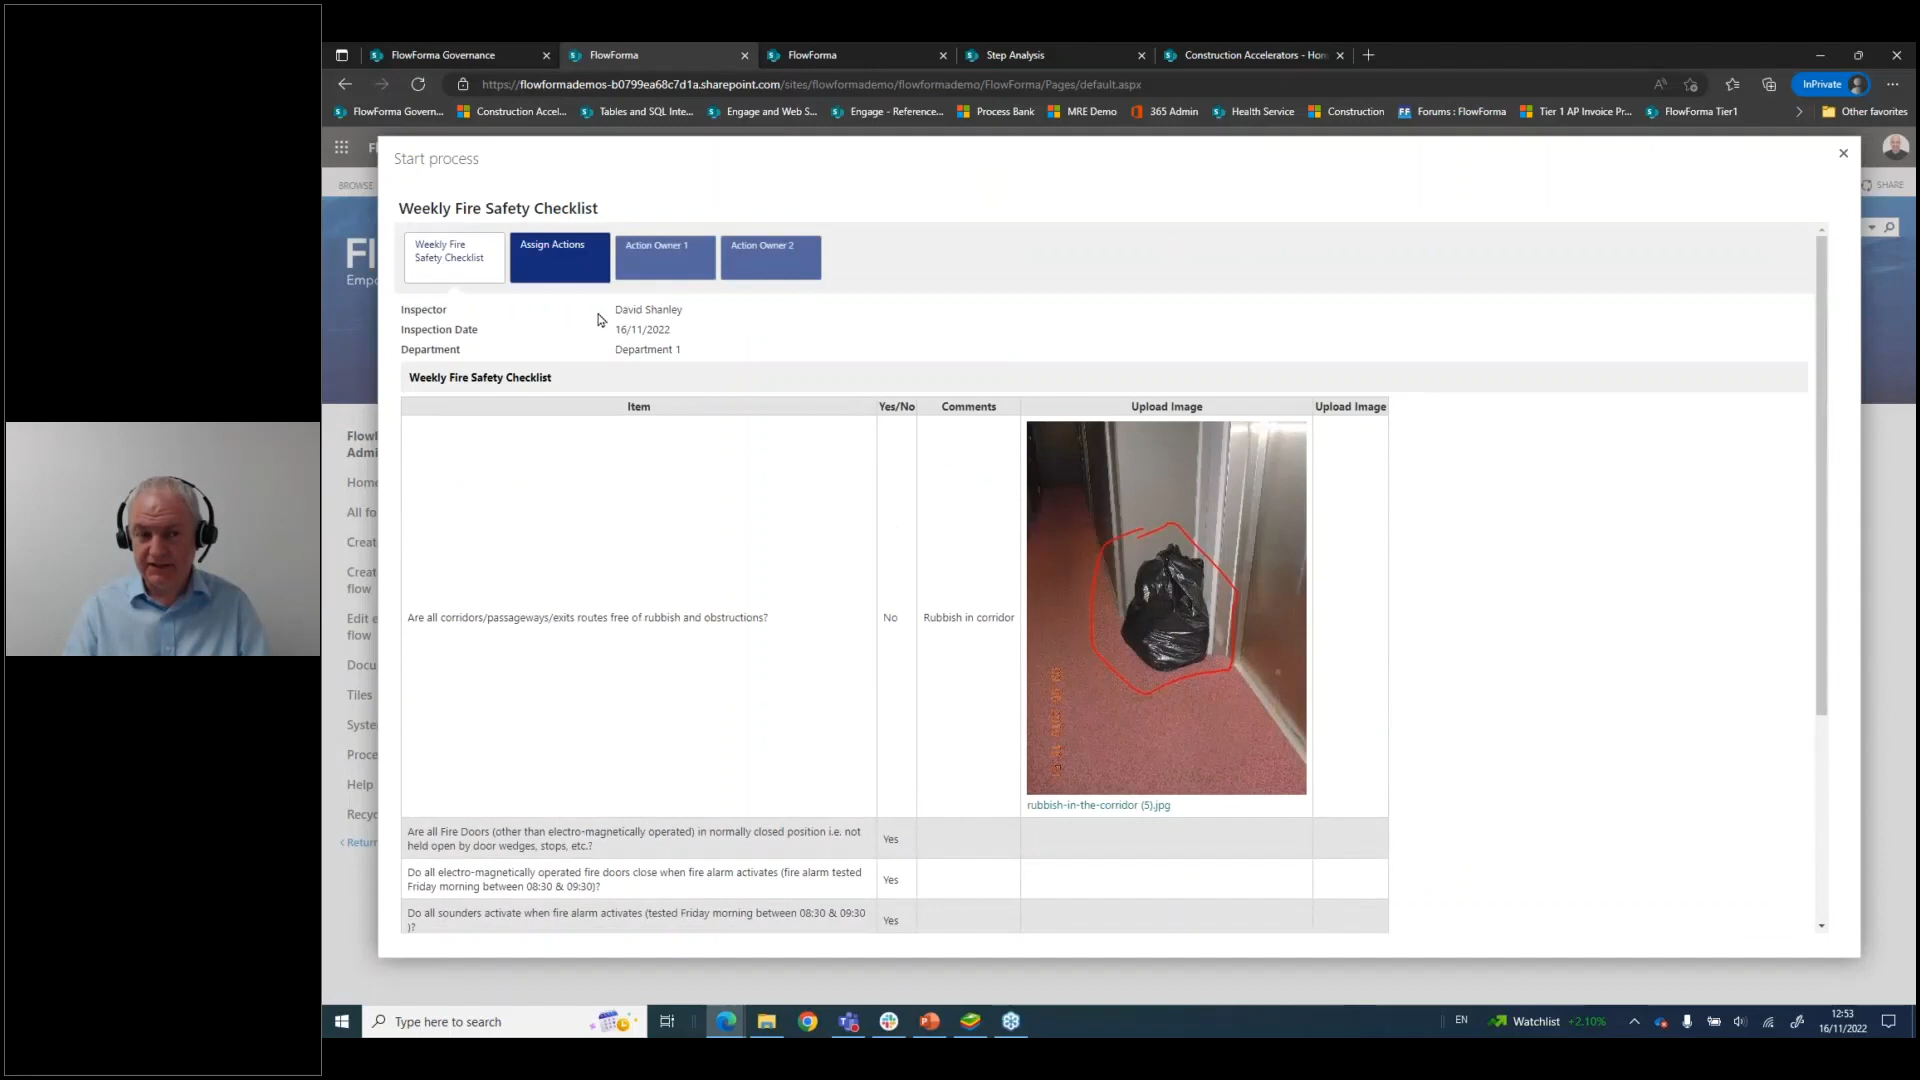 FlowForma Governance
FlowForma
FlowForma
Step Analysis
Construction Accelerators - Hom
https://flowformademos-b0799ea68c7d1a.sharepoint.com/sites/flowformademo/flowformademo/FlowForma/Pages/default.aspx
InPrivate
FlowForma Govern...
Construction Accel...
Tables and SQL Inte...
Engage and Web S...
Engage - Reference...
Process Bank
MRE Demo
365 Admin
Health Service
Construction
FF Forums : FlowForma
Tier 1 AP Invoice Pr...
FlowForma Tier1
Other favorites
Start process
BROWSE
SHARE
Weekly Fire Safety Checklist
Weekly Fire
Safety Checklist
Assign Actions
Action Owner 1
Action Owner 2
Fl
Empo
Inspector
David Shanley
Inspection Date
16/11/2022
Department
Department 1
Weekly Fire Safety Checklist
Item
Yes/No
Comments
Upload Image
Upload Image
Are all corridors/passageways/exits routes free of rubbish and obstructions?
No
Rubbish in corridor
rubbish-in-the-corridor (5).jpg
Are all Fire Doors (other than electro-magnetically operated) in normally closed position i.e. not
held open by door wedges, stops, etc.?
Yes
Do all electro-magnetically operated fire doors close when fire alarm activates (fire alarm tested
Friday morning between 08:30 & 09:30)?
Yes
Do all sounders activate when fire alarm activates (tested Friday morning between 08:30 & 09:30
)?
Yes
Flowf
Admi
Home
All fo
Creat
Creat
flow
Edit e
flow
Docu
Tiles
Syste
Proce
Help
Recyc
Return
Type here to search
EN
Watchlist +2.10%
12:53
16/11/2022